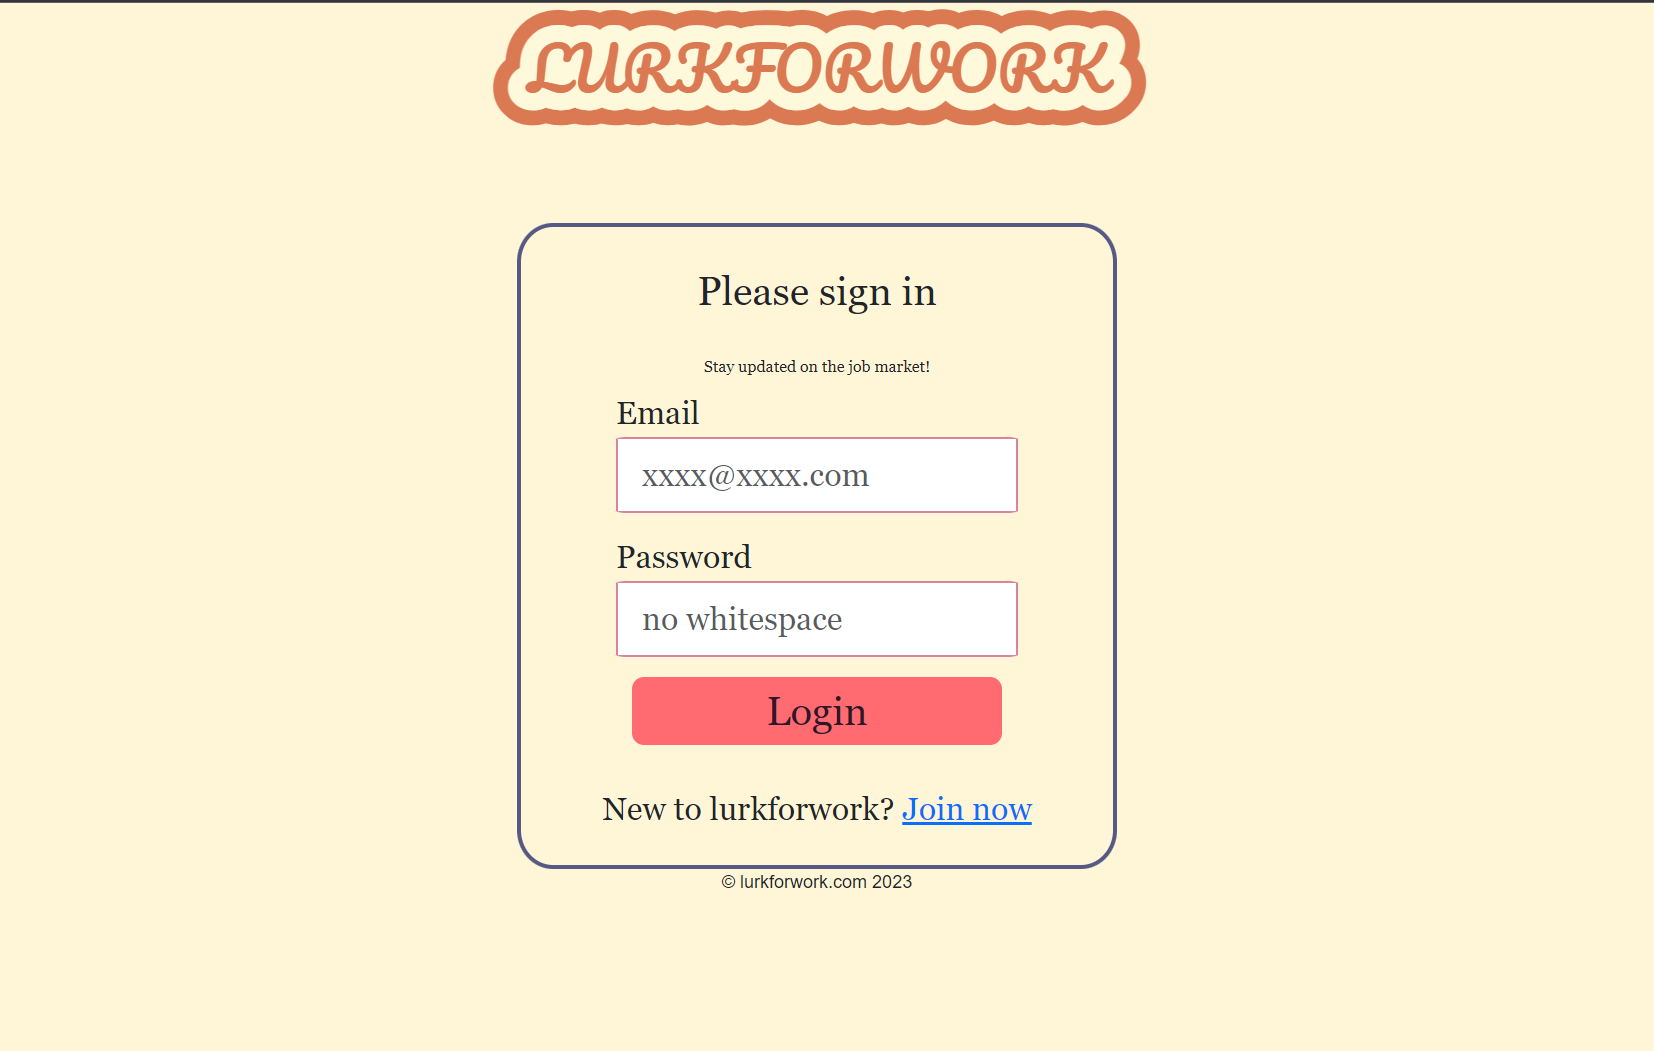 LURKFORWORK
Please sign in
Stay updated on the job market!
Email
xxxx@xxxx.com
Password
no whitespace
Login
New to lurkforwork? Join now
© lurkforwork.com 2023